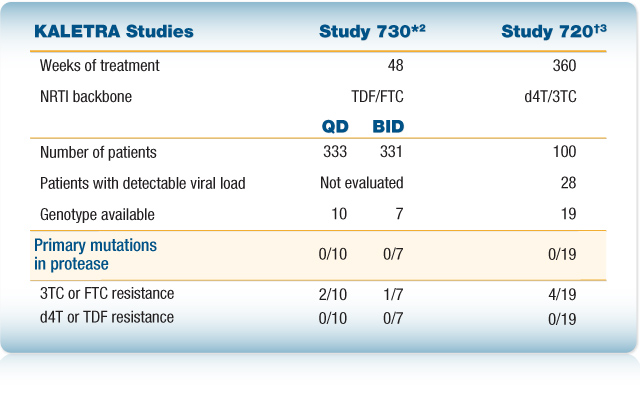 KALETRA Studies Study 730*2 Study 720†3
Weeks of treatment 48 360
NRTI backbone TDF/FTC d4T/3TC
QD BID
Number of patients 333 331 100
Patients with detectable viral load Not evaluated 28
Genotype available 10 7 19
Primary mutations
in protease 0/10 0/7 0/19
3TC or FTC resistance 2/10 1/7 4/19
d4T or TDF resistance 0/10 0/7 0/19